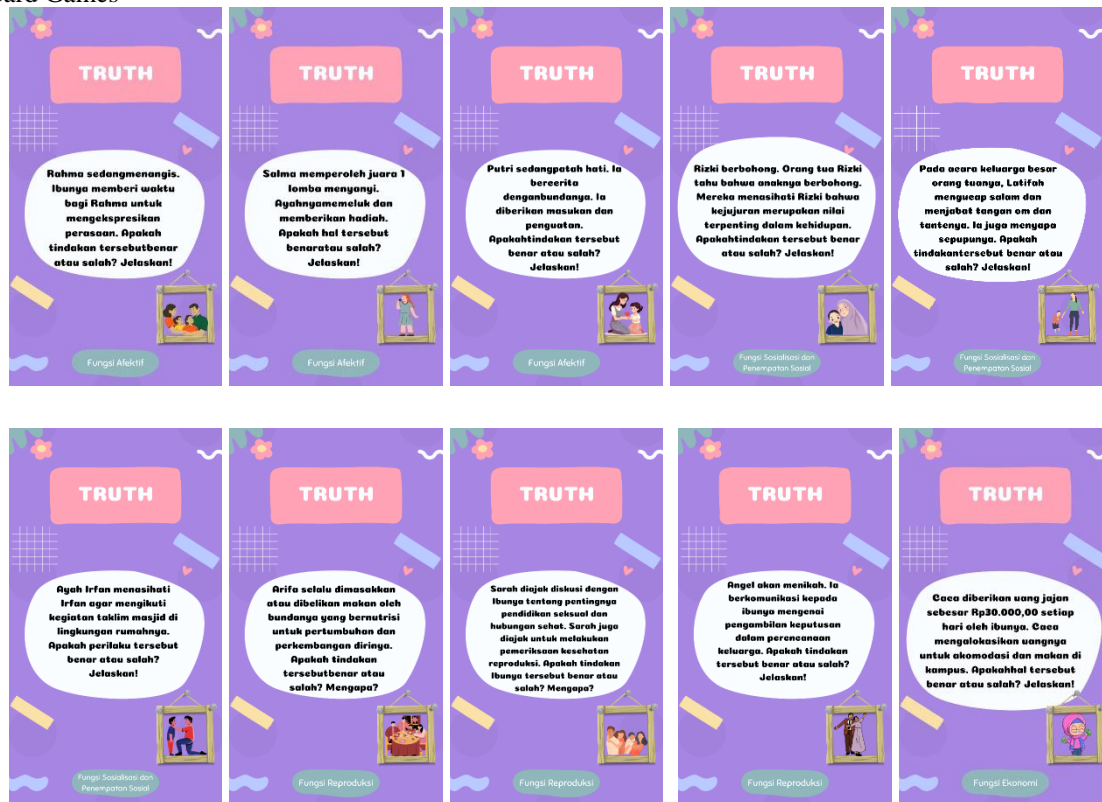 ard Games
TRUTH
Rahma sedangmenangis.
Ibunya memberi waktu
bagi Rahma untuk
mengekspresikan
perasaan. Apakah
tindakan tersebutbenar
atau salah? Jelaskan!
Fungsi Afektif
TRUTH
Salma memperoleh juara 1
lomba menyanyi.
Ayahnyamemeluk dan
memberikan hadiah.
Apakah hal tersebut
benaratau salah?
Jelaskan!
Fungsi Afektif
TRUTH
Putri sedangpatah hati. Ia
bercerita
denganbundanya. Ia
diberikan masukan dan
penguatan.
Apakahtindakan tersebut
benar atau salah?
Jelaskan!
Fungsi Afektif
TRUTH
Rizki berbohong. Orang tua Rizki
tahu bahwa anaknya berbohong.
Mereka menasihati Rizki bahwa
kejujuran merupakan nilai
terpenting dalam kehidupan.
Apakahtindakan tersebut benar
atau salah? Jelaskan!
Fungsi Sosialisasi dan
Penempatan Sosial
TRUTH
Pada acara keluarga besar
orang tuanya, Latifah
mengucap salam dan
menjabat tangan om dan
tantenya. Ia juga menyapa
sepupunya. Apakah
tindakantersebut benar atau
salah? Jelaskan!
Fungsi Sosialisasi dan
Penempatan Sosial
TRUTH
Ayah Irfan menasihati
Irfan agar mengikuti
kegiatan taklim masjid di
lingkungan rumahnya.
Apakah perilaku tersebut
benar atau salah?
Jelaskan!
Fungsi Sosialisasi dan
Penempatan Sosial
TRUTH
Arifa selalu dimasakkan
atau dibelikan makan oleh
bundanya yang bernutrisi
untuk pertumbuhan dan
perkembangan dirinya.
Apakah tindakan
tersebutbenar atau
salah? Mengapa?
Fungsi Reproduksi
TRUTH
Sarah diajak diskusi dengan
Ibunya tentang pentingnya
pendidikan seksual dan
hubungan sehat. Sarah juga
diajak untuk melakukan
pemeriksaan kesehatan
reproduksi. Apakah tindakan
Ibunya tersebut benar atau
salah? Mengapa?
Fungsi Reproduksi
TRUTH
Angel akan menikah. Ia
berkomunikasi kepada
ibunya mengenai
pengambilan keputusan
dalam perencanaan
keluarga. Apakah tindakan
tersebut benar atau salah?
Jelaskan!
Fungsi Reproduksi
TRUTH
Caca diberikan uang jajan
sebesar Rp30.000,00 setiap
hari oleh ibunya. Caca
mengalokasikan uangnya
untuk akomodasi dan makan di
kampus. Apakahhal tersebut
benar atau salah? Jelaskan!
Fungsi Ekonomi